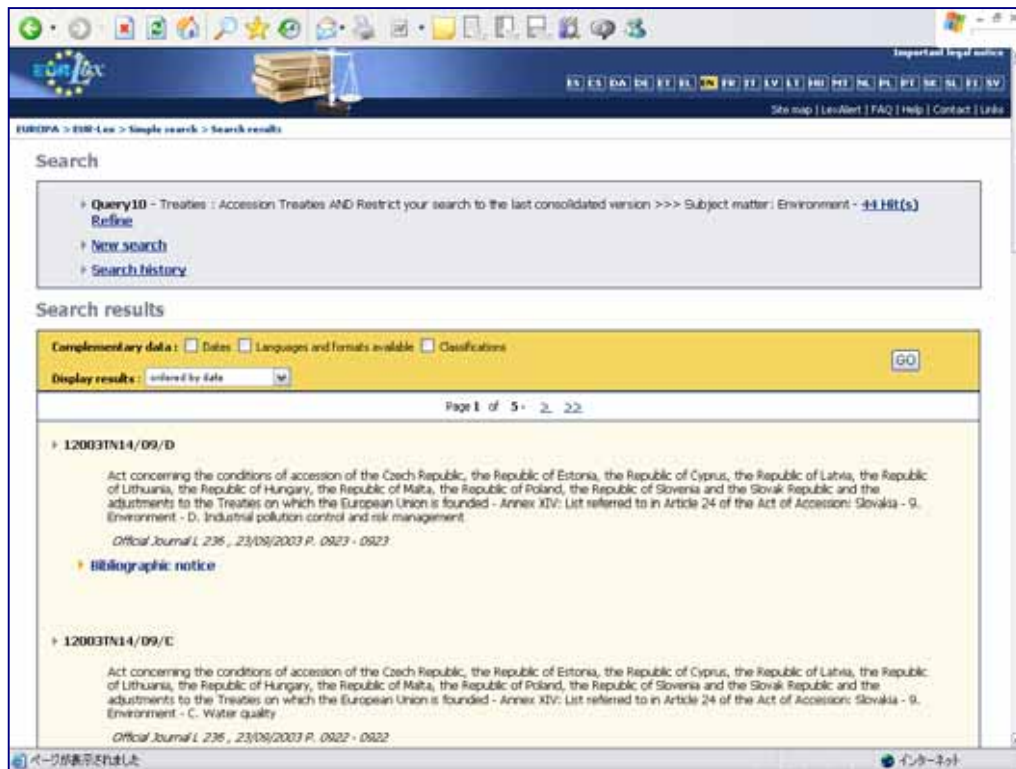 EUR lex
Important legal notice
ES CS DA DE ET EL EN FR IT LV LT HU MT NL PL PT SK SL FI SV
Site map | LexAlert | FAQ | Help | Contact | Links
EUROPA > EUR-Lex > Simple search > Search results
Search
Query10 - Treaties : Accession Treaties AND Restrict your search to the last consolidated version >>> Subject matter: Environment - 44 Hit(s)
Refine
New search
Search history
Search results
Complementary data : Dates Languages and formats available Classifications
GO
Display results : ordered by date
Page 1 of 5 - > >>
12003TN14/09/D
Act concerning the conditions of accession of the Czech Republic, the Republic of Estonia, the Republic of Cyprus, the Republic of Latvia, the Republic
of Lithuania, the Republic of Hungary, the Republic of Malta, the Republic of Poland, the Republic of Slovenia and the Slovak Republic and the
adjustments to the Treaties on which the European Union is founded - Annex XIV: List referred to in Article 24 of the Act of Accession: Slovakia - 9.
Environment - D. Industrial pollution control and risk management
Official Journal L 236 , 23/09/2003 P. 0923 - 0923
Bibliographic notice
12003TN14/09/C
Act concerning the conditions of accession of the Czech Republic, the Republic of Estonia, the Republic of Cyprus, the Republic of Latvia, the Republic
of Lithuania, the Republic of Hungary, the Republic of Malta, the Republic of Poland, the Republic of Slovenia and the Slovak Republic and the
adjustments to the Treaties on which the European Union is founded - Annex XIV: List referred to in Article 24 of the Act of Accession: Slovakia - 9.
Environment - C. Water quality
Official Journal L 236 , 23/09/2003 P. 0922 - 0922
ページが表示されました
インターネット